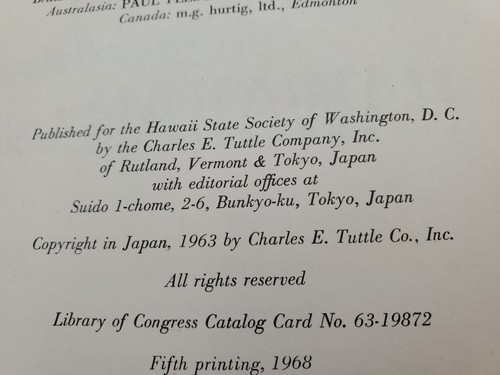 Australasia: PAUL
Canada: m.g. hurtig, ltd., Edmonton
Published for the Hawaii State Society of Washington, D. C.
by the Charles E. Tuttle Company, Inc.
of Rutland, Vermont & Tokyo, Japan
with editorial offices at
Suido 1-chome, 2-6, Bunkyo-ku, Tokyo, Japan
Copyright in Japan, 1963 by Charles E. Tuttle Co., Inc.
All rights reserved
Library of Congress Catalog Card No. 63-19872
Fifth printing, 1968